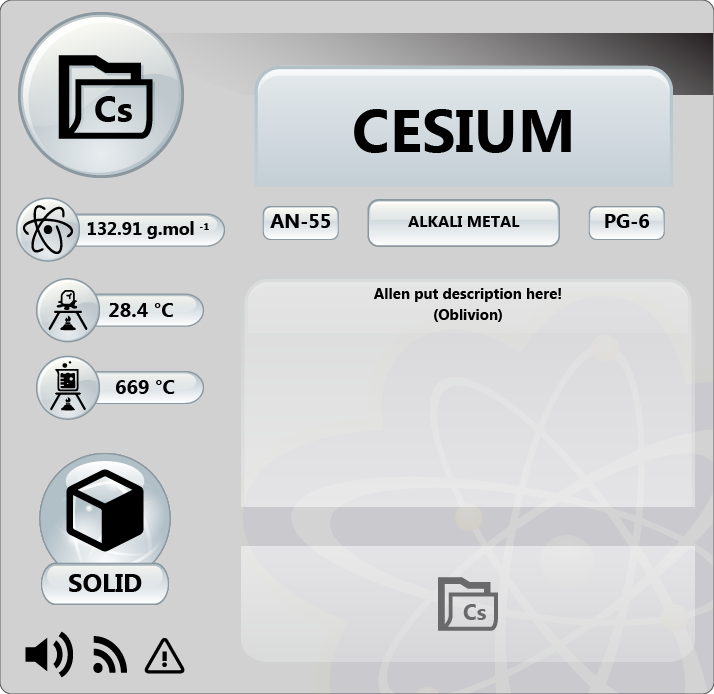 Cs
CESIUM
132.91 g.mol -1
AN-55
ALKALI METAL
PG-6
28.4 °C
669 °C
Allen put description here!
(Oblivion)
SOLID
Cs